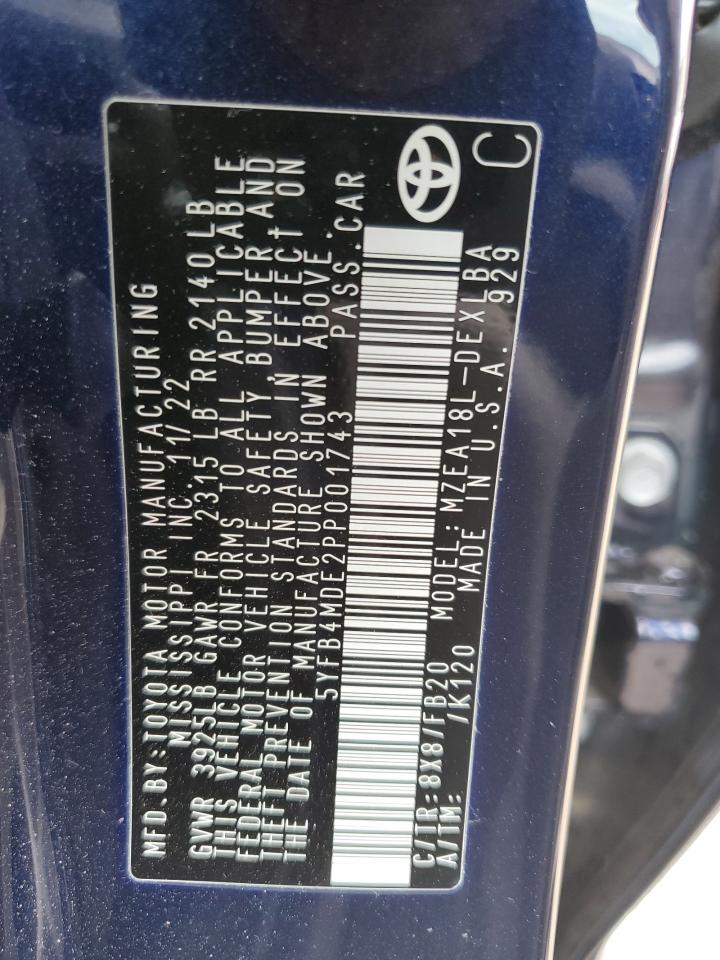 MFD. BY: TOYOTA MOTOR MANUFACTURING
MISSISSIPPI INC. 11/22
GVWR 3925LB GAWR FR 2315 LB RR 2140 LB
THIS VEHICLE CONFORMS TO ALL APPLICABLE
FEDERAL MOTOR VEHICLE SAFETY, BUMPER AND
THEFT PREVENTION STANDARDS IN EFFECT ON
THE DATE OF MANUFACTURE SHOWN ABOVE.
5YFB4MDE2PP001743 PASS. CAR
C/TR: 8X8/FB20 MODEL: MZEA18L-DEXLBA
A/TM: /K120 MADE IN U.S.A. 929
C